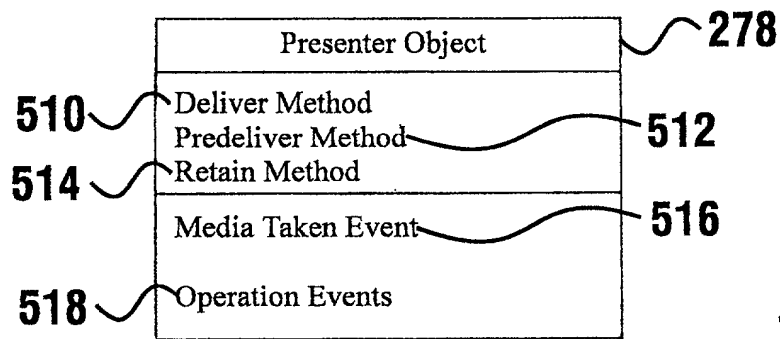 Presenter Object 278
510 Deliver Method
Predeliver Method 512
514 Retain Method
Media Taken Event 516
518 Operation Events